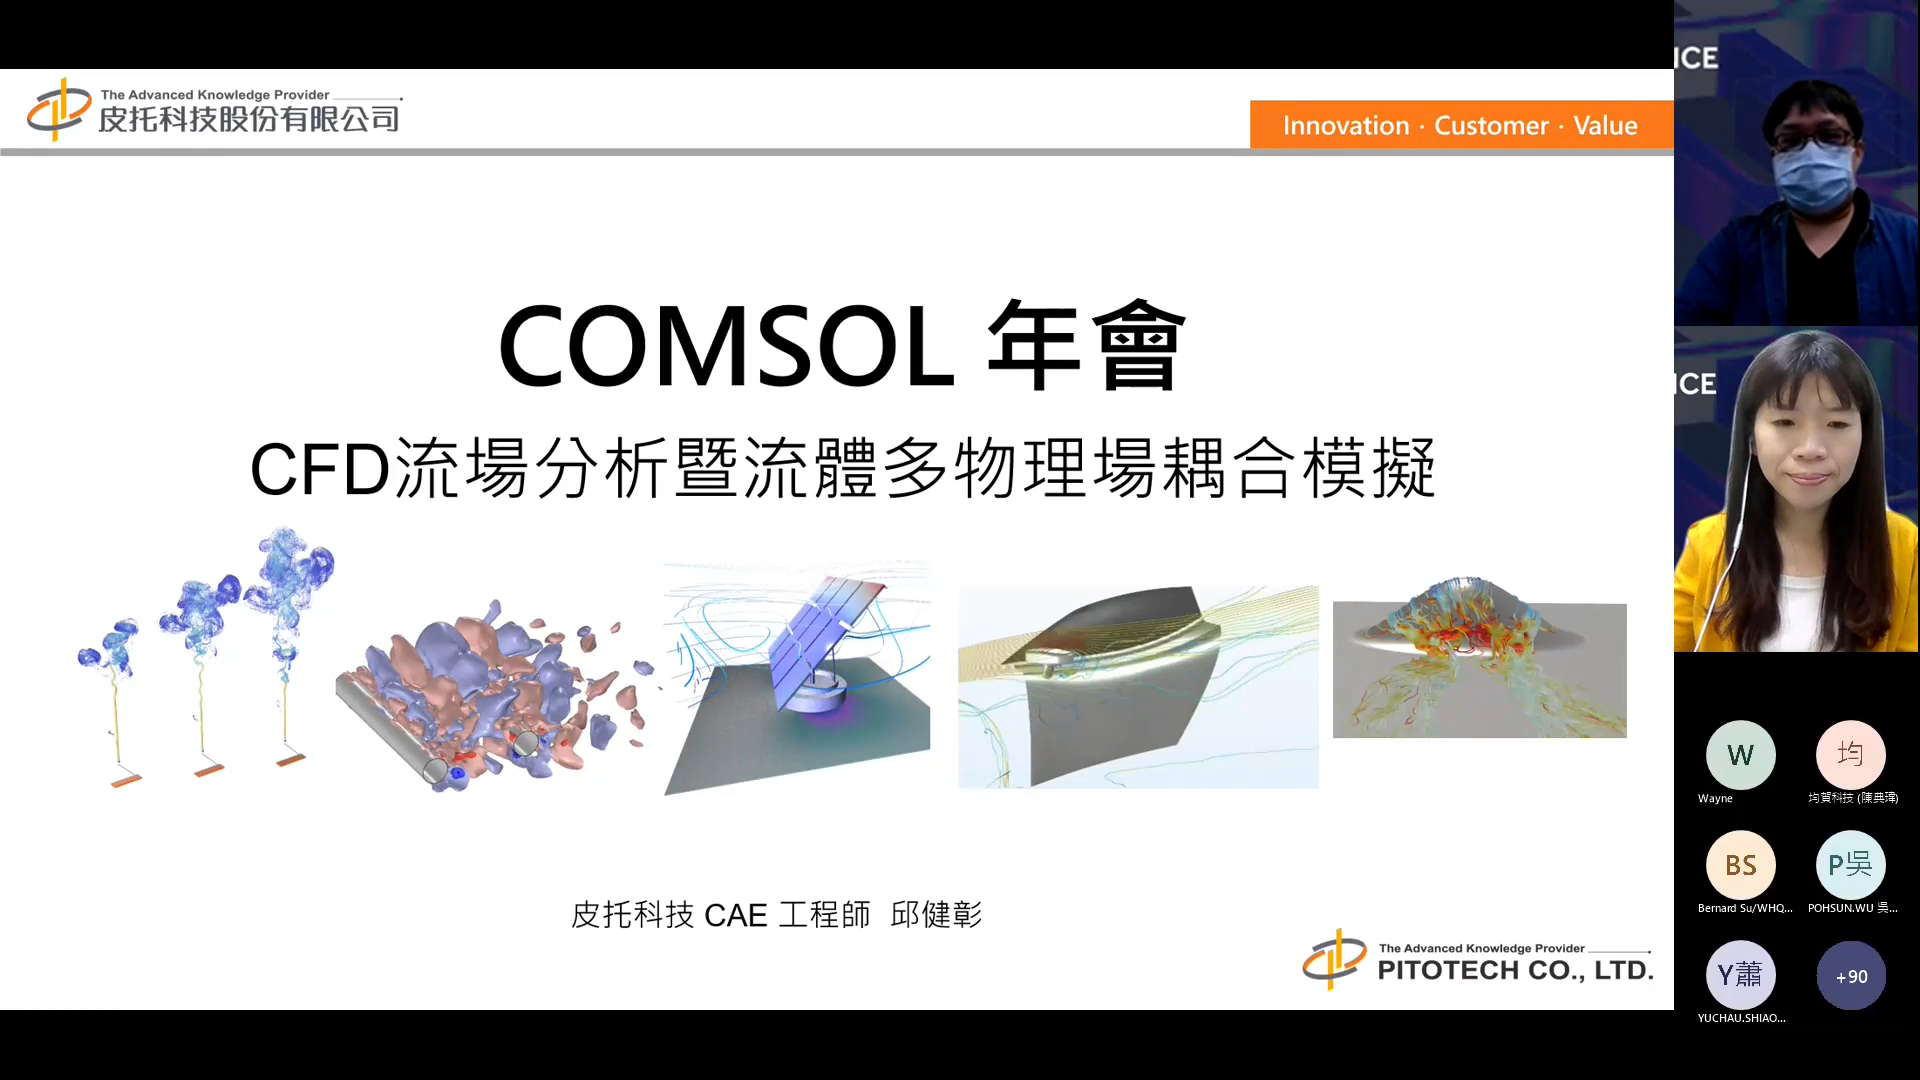 The Advanced Knowledge Provider
皮托科技股份有限公司
Innovation · Customer · Value
COMSOL 年會
CFD流場分析暨流體多物理場耦合模擬
皮托科技 CAE 工程師 邱健彰
The Advanced Knowledge Provider
PITOTECH CO., LTD.
ICE
ICE
W
Wayne
均
均賀科技 (陳典瑋)
BS
Bernard Su/WHQ...
P吳
POHSUN.WU 吳...
Y蕭
YUCHAU.SHIAO...
+90